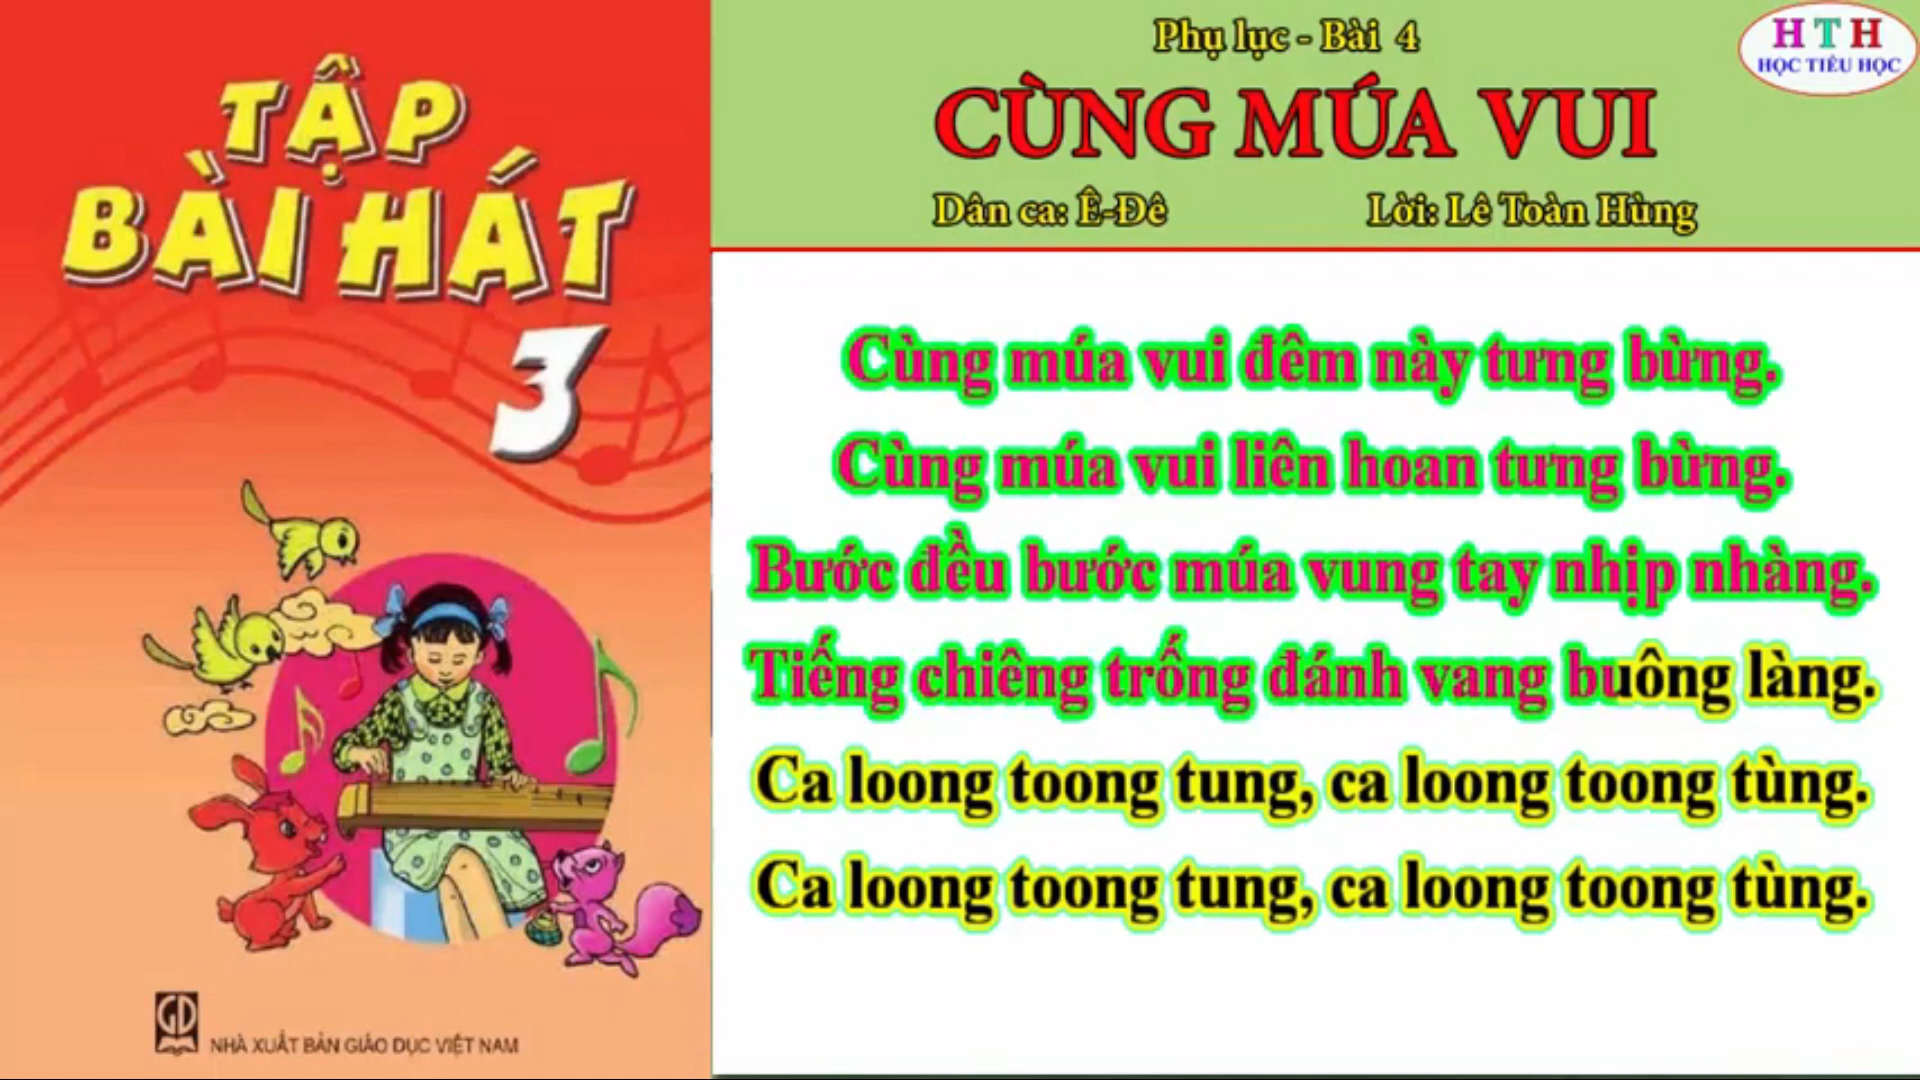 TẬP
BÀI HÁT
3
GD
NHÀ XUẤT BẢN GIÁO DỤC VIỆT NAM
Phụ lục - Bài 4
CÙNG MÚA VUI
Dân ca: Ê-Đê Lời: Lê Toàn Hùng
HTH
HỌC TIỂU HỌC
Cùng múa vui đêm này tưng bừng.
Cùng múa vui liên hoan tưng bừng.
Bước đều bước múa vung tay nhịp nhàng.
Tiếng chiêng trống đánh vang buông làng.
Ca loong toong tung, ca loong toong tùng.
Ca loong toong tung, ca loong toong tùng.